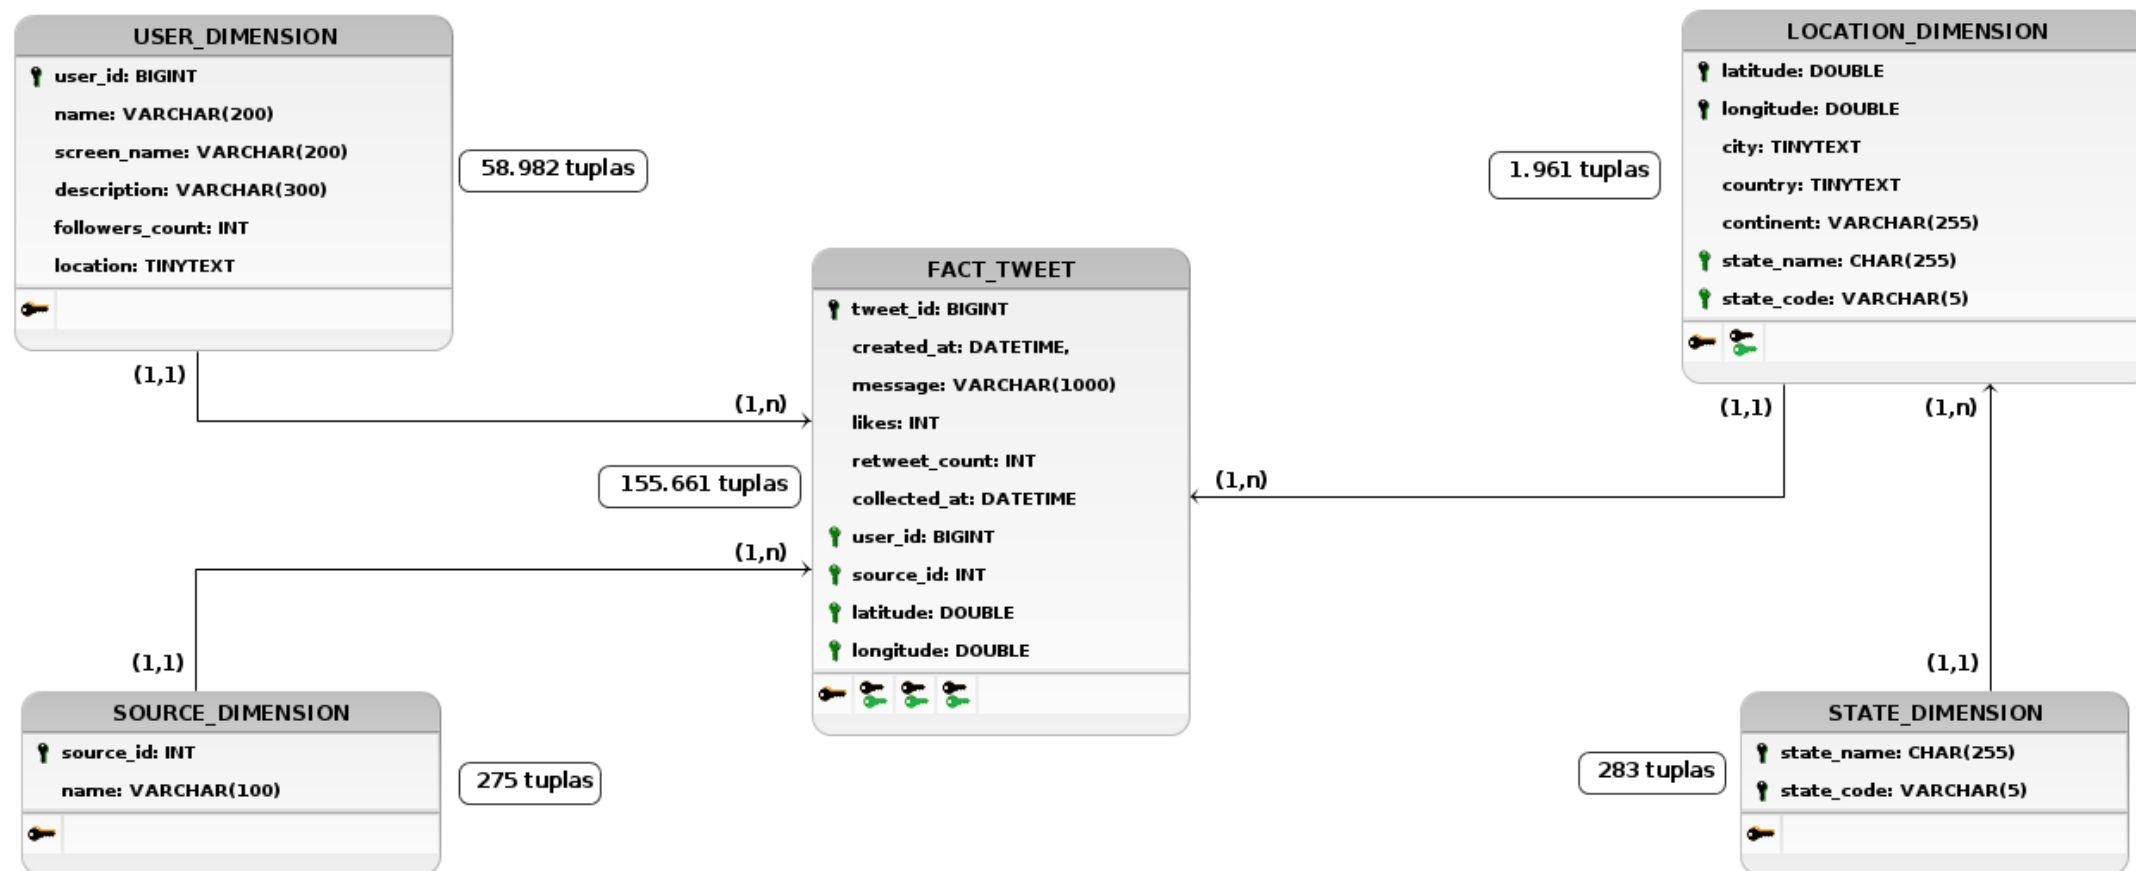 USER_DIMENSION
user_id: BIGINT
name: VARCHAR(200)
screen_name: VARCHAR(200)
description: VARCHAR(300)
followers_count: INT
location: TINYTEXT
58.982 tuplas
(1,1)
(1,n)
LOCATION_DIMENSION
latitude: DOUBLE
longitude: DOUBLE
city: TINYTEXT
country: TINYTEXT
continent: VARCHAR(255)
state_name: CHAR(255)
state_code: VARCHAR(5)
1.961 tuplas
(1,1)
(1,n)
(1,n)
FACT_TWEET
tweet_id: BIGINT
created_at: DATETIME,
message: VARCHAR(1000)
likes: INT
retweet_count: INT
collected_at: DATETIME
user_id: BIGINT
source_id: INT
latitude: DOUBLE
longitude: DOUBLE
155.661 tuplas
(1,n)
(1,1)
SOURCE_DIMENSION
source_id: INT
name: VARCHAR(100)
275 tuplas
(1,1)
STATE_DIMENSION
state_name: CHAR(255)
state_code: VARCHAR(5)
283 tuplas